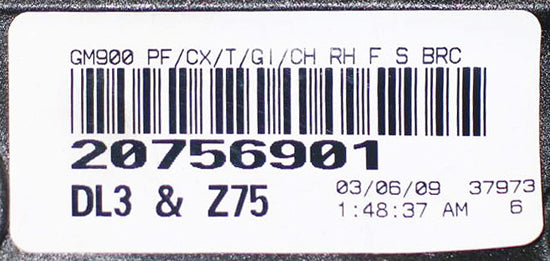 GM900 PF/CX/T/GI/CH RH F S BRC
20756901
DL3 & Z75
03/06/09 37973
1:48:37 AM 6